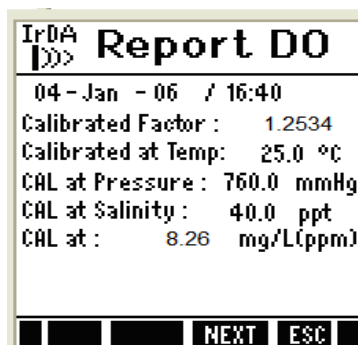 IrDA Report DO
04-Jan - 06 / 16:40
Calibrated Factor : 1.2534
Calibrated at Temp: 25.0 ºC
CAL at Pressure : 760.0 mmHg
CAL at Salinity : 40.0 ppt
CAL at : 8.26 mg/L(ppm)
NEXT ESC